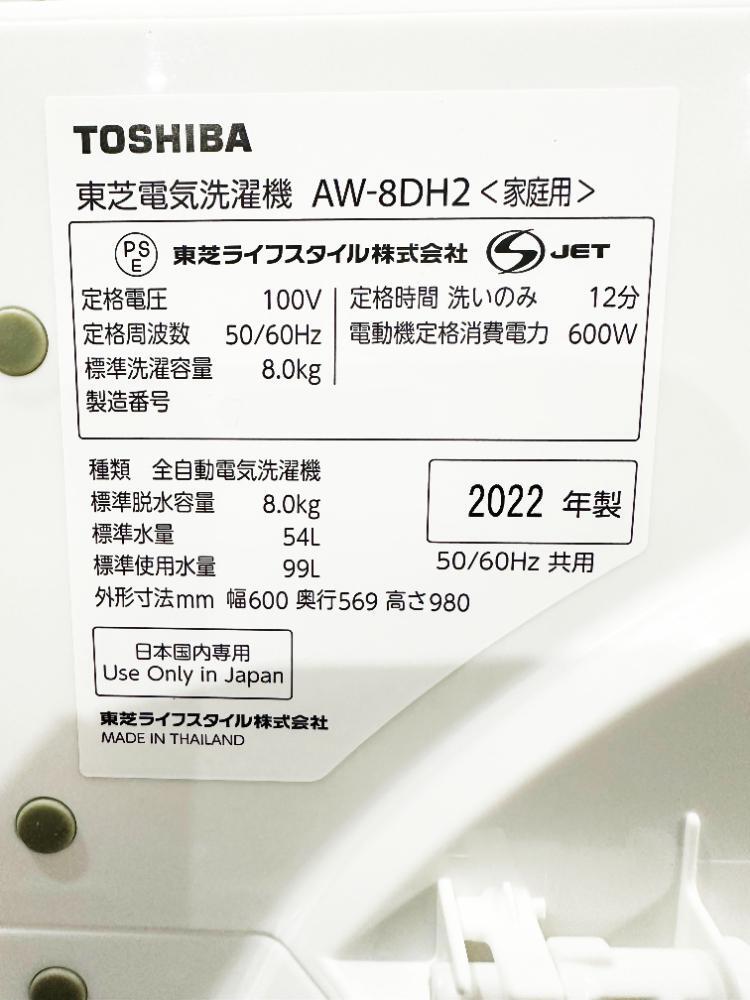 TOSHIBA
東芝電気洗濯機 AW-8DH2<家庭用>
PS E 東芝ライフスタイル株式会社 S JET
定格電圧 100V 定格時間 洗いのみ 12分
定格周波数 50/60Hz 電動機定格消費電力 600W
標準洗濯容量 8.0kg
製造番号
種類 全自動電気洗濯機
標準脱水容量 8.0kg
標準水量 54L
標準使用水量 99L
外形寸法mm 幅600 奥行569 高さ980
2022 年製
50/60Hz 共用
日本国内専用
Use Only in Japan
東芝ライフスタイル株式会社
MADE IN THAILAND